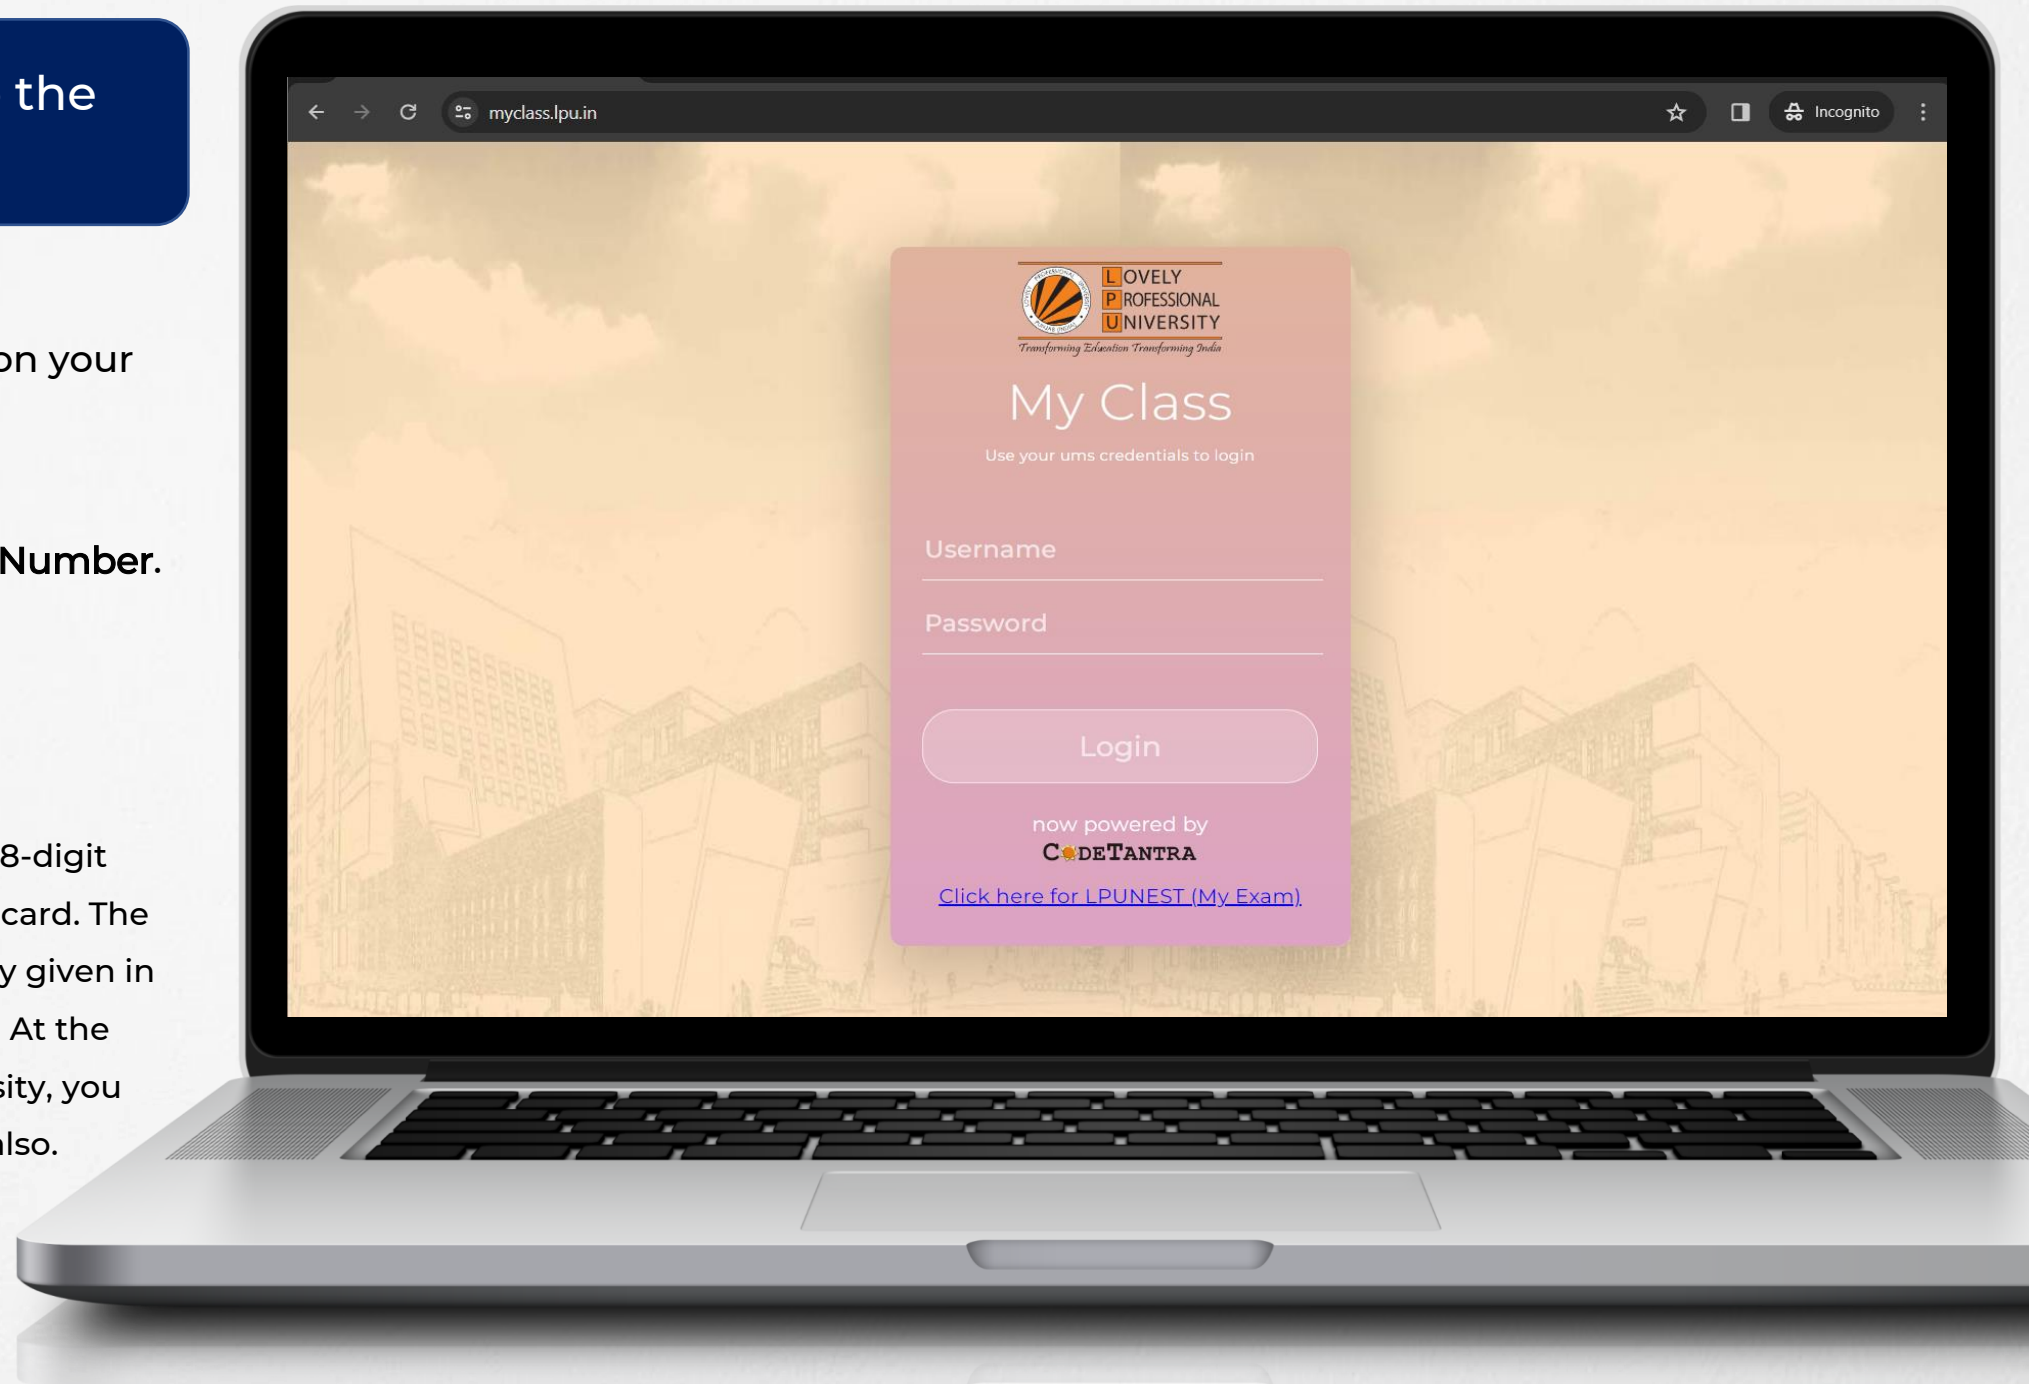 the
on your
Number.
8-digit
card. The
y given in
At the
sity, you
also.
myclass.lpu.in
Incognito
LOVELY
PROFESSIONAL
UNIVERSITY
Transforming Education Transforming India
My Class
Use your ums credentials to login
Username
Password
Login
now powered by
CODETANTRA
Click here for LPUNEST (My Exam)